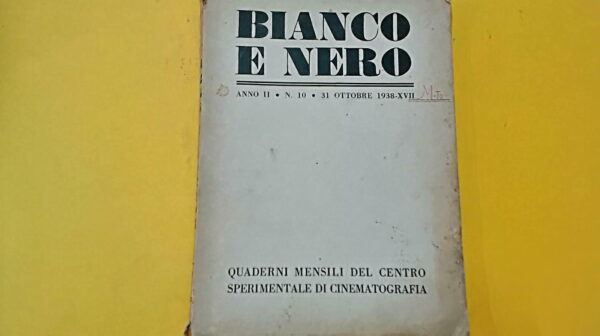 BIANCO
E NERO
ANNO II • N. 10 • 31 OTTOBRE 1938-XVII
QUADERNI MENSILI DEL CENTRO
SPERIMENTALE DI CINEMATOGRAFIA